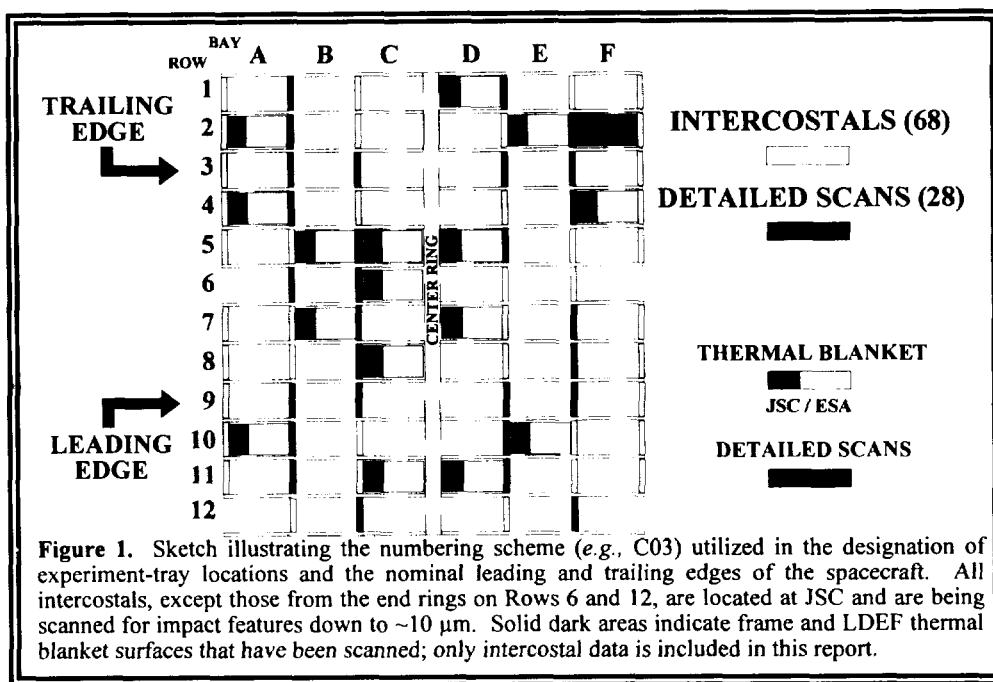 BAY
ROW
A B C D E F
1
TRAILING EDGE
2
3
4
5
6
7
8
9
LEADING EDGE
10
11
12
CENTER RING
INTERCOSTALS (68)
DETAILED SCANS (28)
THERMAL BLANKET
JSC / ESA
DETAILED SCANS
Figure 1. Sketch illustrating the numbering scheme (e.g., C03) utilized in the designation of
experiment-tray locations and the nominal leading and trailing edges of the spacecraft. All
intercostals, except those from the end rings on Rows 6 and 12, are located at JSC and are being
scanned for impact features down to ~10 µm. Solid dark areas indicate frame and LDEF thermal
blanket surfaces that have been scanned; only intercostal data is included in this report.